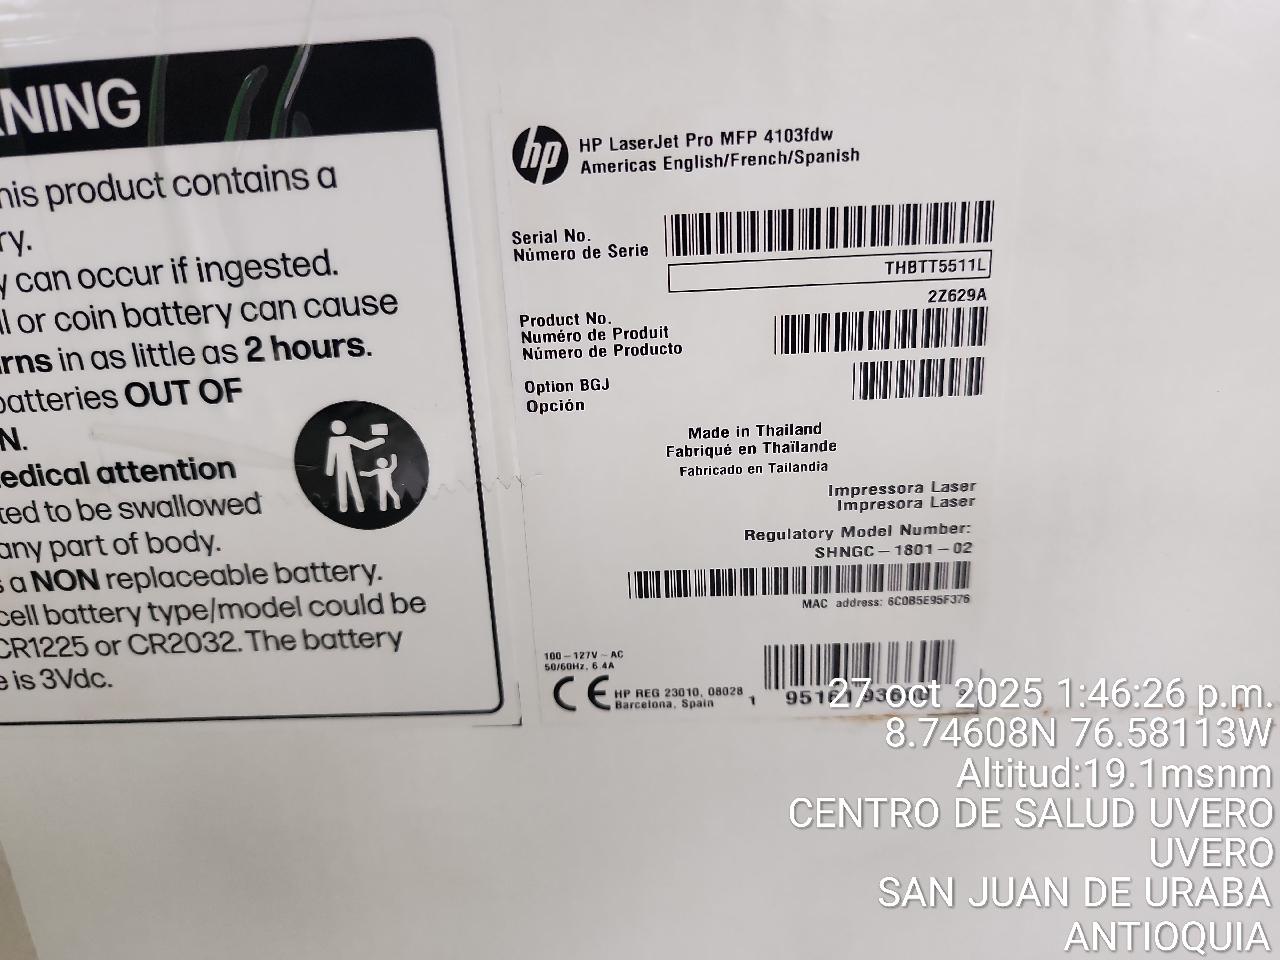 NING
his product contains a
ry.
y can occur if ingested.
ll or coin battery can cause
rns in as little as 2 hours.
batteries OUT OF
N.
edical attention
ted to be swallowed
any part of body.
s a NON replaceable battery.
cell battery type/model could be
CR1225 or CR2032. The battery
e is 3Vdc.
hp
HP LaserJet Pro MFP 4103fdw
Americas English/French/Spanish
Serial No.
Número de Serie
THBTT5511L
2Z629A
Product No.
Numéro de Produit
Número de Producto
Option BGJ
Opción
Made in Thailand
Fabriqué en Thaïlande
Fabricado en Tailandia
Impressora Laser
Impresora Laser
Regulatory Model Number:
SHNGC-1801-02
MAC address: 6C0B5E95F376
100-127V~AC
50/60Hz, 6.4A
CE
HP REG 23010, 08028
Barcelona, Spain
1
27 oct 2025 1:46:26 p.m.
8.74608N 76.58113W
Altitud:19.1msnm
CENTRO DE SALUD UVERO
UVERO
SAN JUAN DE URABA
ANTIOQUIA